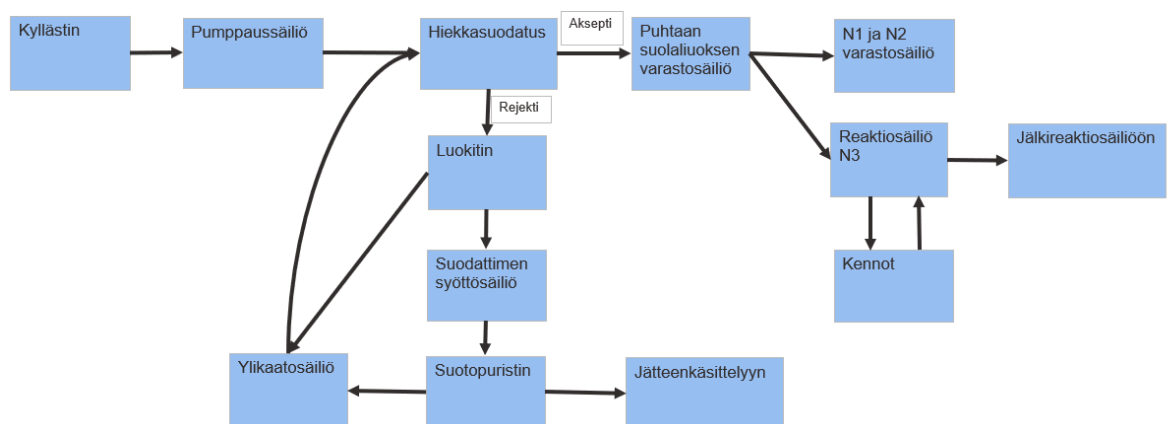 Kyllästin
Pumppaussäiliö
Hiekkasuodatus
Aksepti
Puhtaan
suolaliuoksen
varastosäiliö
N1 ja N2
varastosäiliö
Rejekti
Luokitin
Reaktiosäiliö
N3
Jälkireaktiosäiliöön
Suodattimen
syöttösäiliö
Kennot
Ylikaatosäiliö
Suotopuristin
Jätteenkäsittelyyn